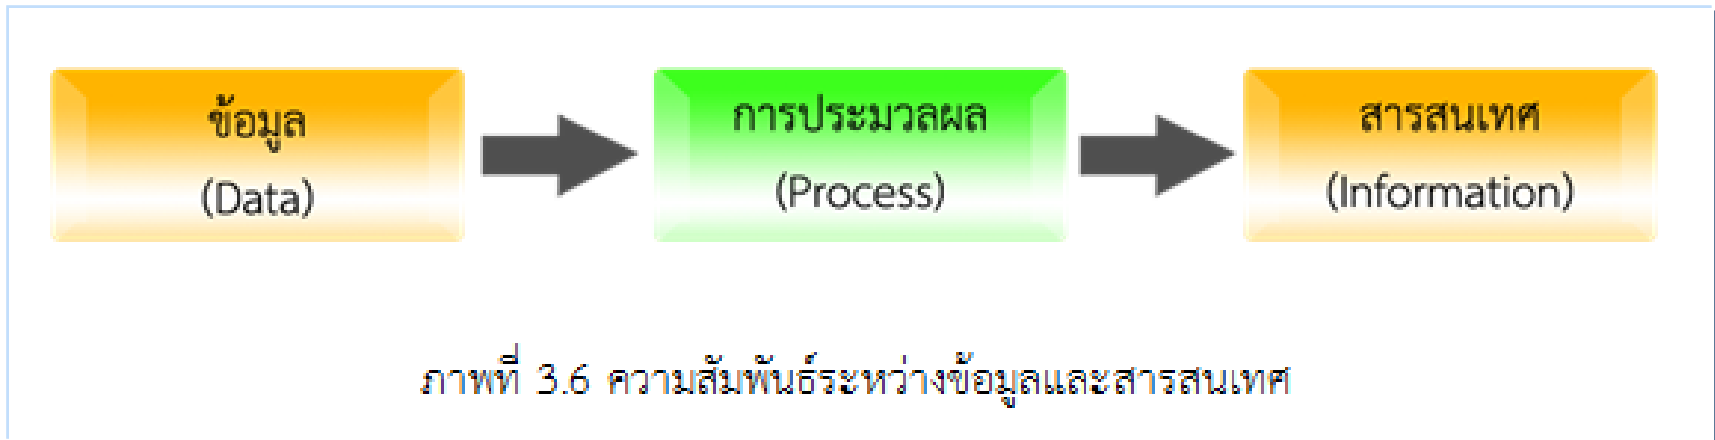 ข้อมูล
(Data)
การประมวลผล
(Process)
สารสนเทศ
(Information)
ภาพที่ 3.6 ความสัมพันธ์ระหว่างข้อมูลและสารสนเทศ